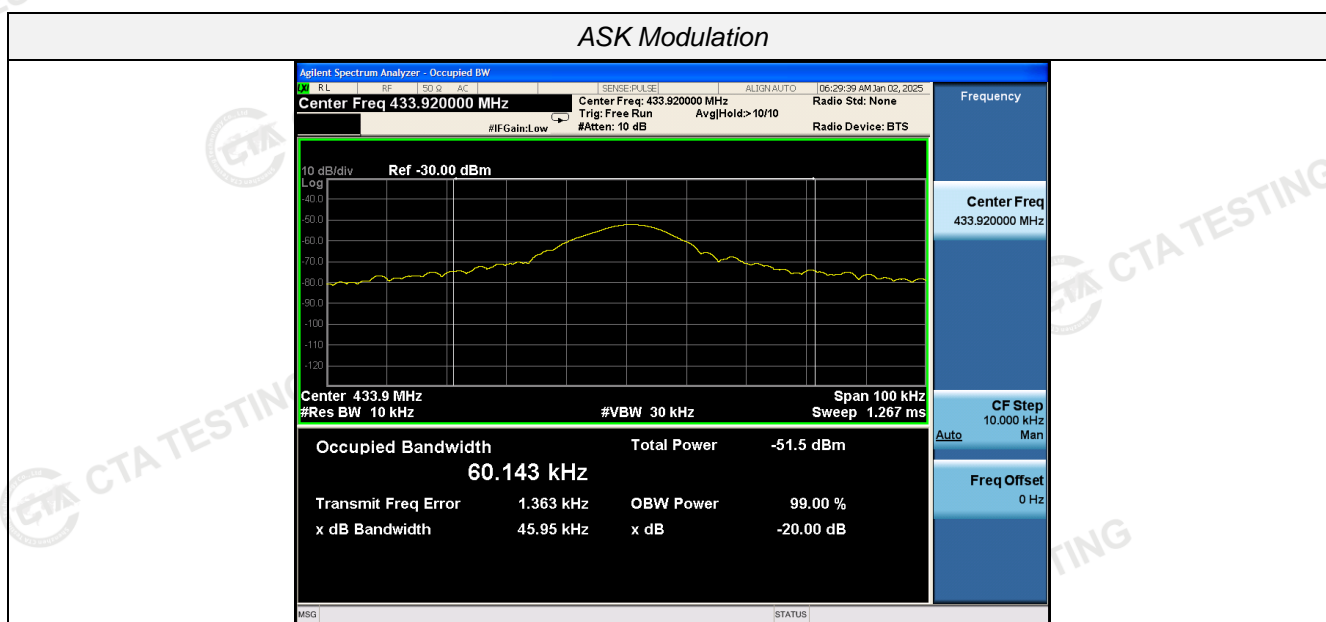 ASK Modulation
Agilent Spectrum Analyzer - Occupied BW
LXI RL RF 50 Ω AC SENSE:PULSE ALIGN AUTO 06:29:39 AM Jan 02, 2025
Center Freq 433.920000 MHz
Center Freq: 433.920000 MHz Radio Std: None
Trig: Free Run Avg|Hold:>10/10
#IFGain:Low #Atten: 10 dB Radio Device: BTS
10 dB/div Ref -30.00 dBm
Log
-40.0
-50.0
-60.0
-70.0
-80.0
-90.0
-100
-110
-120
Center 433.9 MHz Span 100 kHz
#Res BW 10 kHz #VBW 30 kHz Sweep 1.267 ms
Occupied Bandwidth Total Power -51.5 dBm
60.143 kHz
Transmit Freq Error 1.363 kHz OBW Power 99.00 %
x dB Bandwidth 45.95 kHz x dB -20.00 dB
MSG STATUS
Frequency
Center Freq
433.920000 MHz
CF Step
10.000 kHz
Auto Man
Freq Offset
0 Hz
CTA
CTA TESTING
CTA CTA TESTING
TING